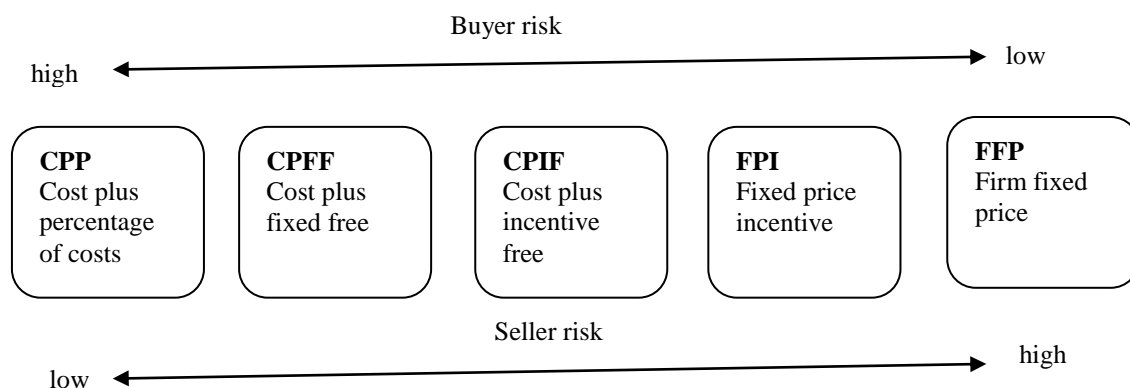 Buyer risk
high
low
CPP
Cost plus
percentage
of costs
CPFF
Cost plus
fixed free
CPIF
Cost plus
incentive
free
FPI
Fixed price
incentive
FFP
Firm fixed
price
Seller risk
low
high